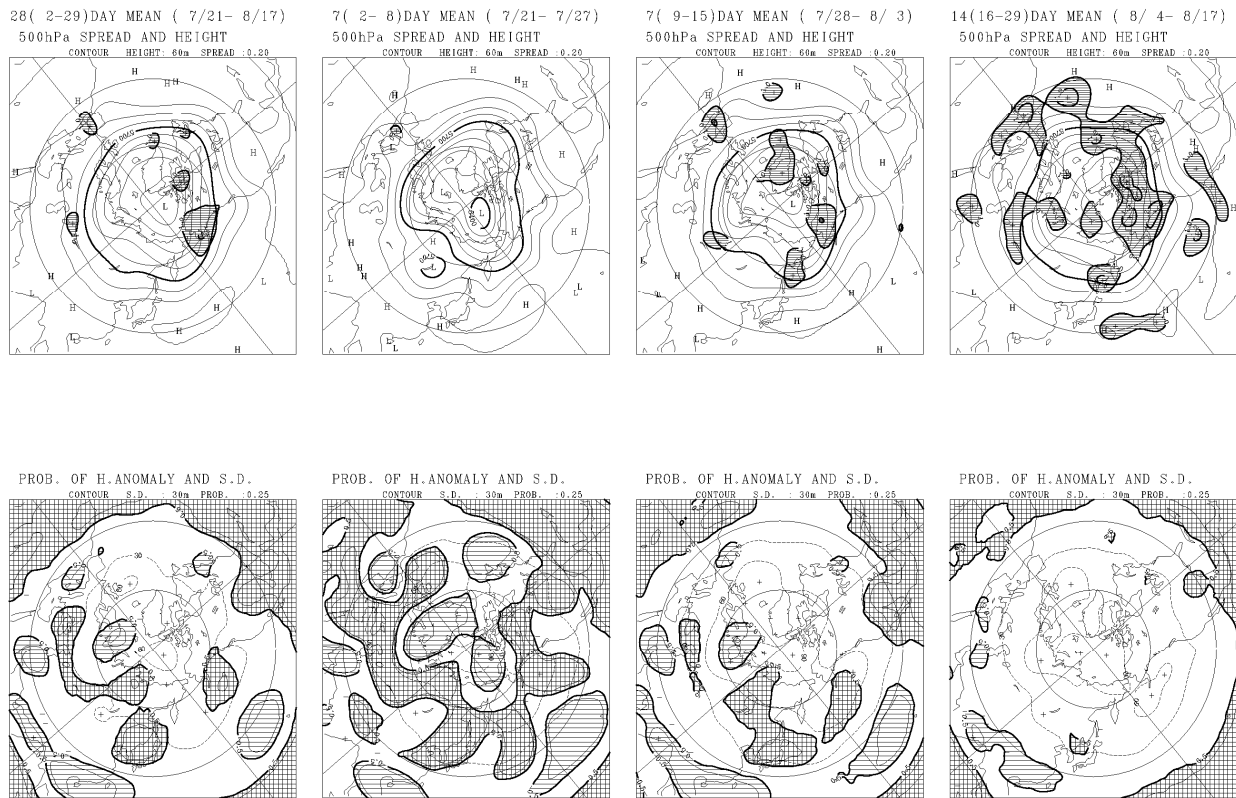 28( 2-29)DAY MEAN ( 7/21- 8/17)
500hPa SPREAD AND HEIGHT
CONTOUR HEIGHT: 60m SPREAD :0.20
7( 2- 8)DAY MEAN ( 7/21- 7/27)
500hPa SPREAD AND HEIGHT
CONTOUR HEIGHT: 60m SPREAD :0.20
7( 9-15)DAY MEAN ( 7/28- 8/ 3)
500hPa SPREAD AND HEIGHT
CONTOUR HEIGHT: 60m SPREAD :0.20
14(16-29)DAY MEAN ( 8/ 4- 8/17)
500hPa SPREAD AND HEIGHT
CONTOUR HEIGHT: 60m SPREAD :0.20
PROB. OF H.ANOMALY AND S.D.
CONTOUR S.D. : 30m PROB. :0.25
PROB. OF H.ANOMALY AND S.D.
CONTOUR S.D. : 30m PROB. :0.25
PROB. OF H.ANOMALY AND S.D.
CONTOUR S.D. : 30m PROB. :0.25
PROB. OF H.ANOMALY AND S.D.
CONTOUR S.D. : 30m PROB. :0.25